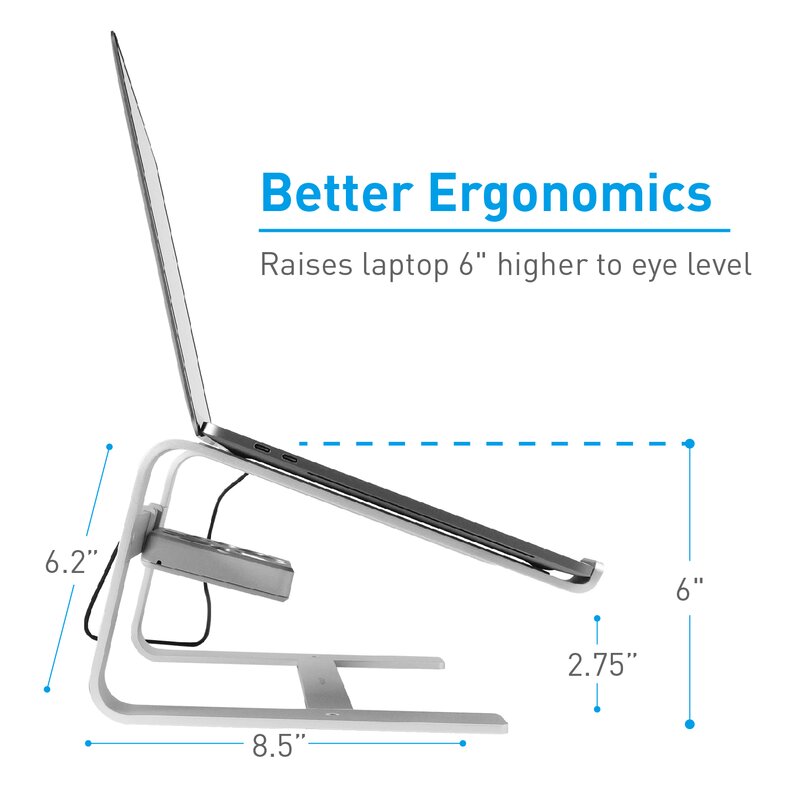 Better Ergonomics
Raises laptop 6" higher to eye level
6.2”
6"
2.75”
8.5”